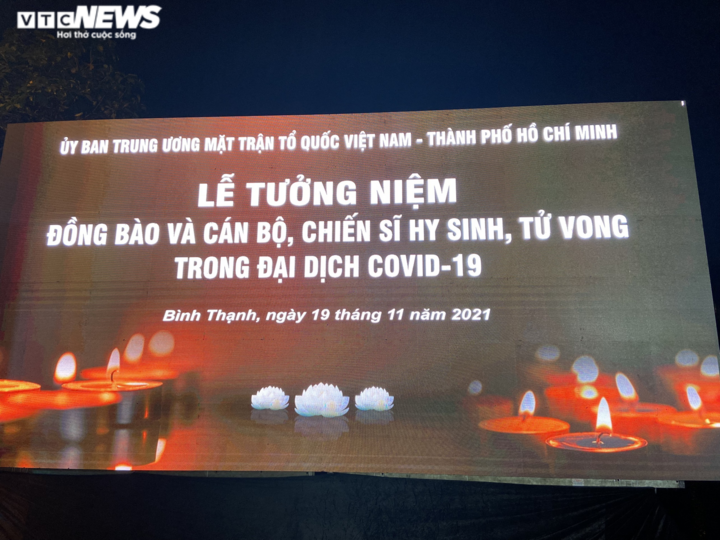 VTC NEWS
Hơi thở cuộc sống
ỦY BAN TRUNG ƯƠNG MẶT TRẬN TỔ QUỐC VIỆT NAM - THÀNH PHỐ HỒ CHÍ MINH
LỄ TƯỞNG NIỆM
ĐỒNG BÀO VÀ CÁN BỘ, CHIẾN SĨ HY SINH, TỬ VONG
TRONG ĐẠI DỊCH COVID-19
Bình Thạnh, ngày 19 tháng 11 năm 2021